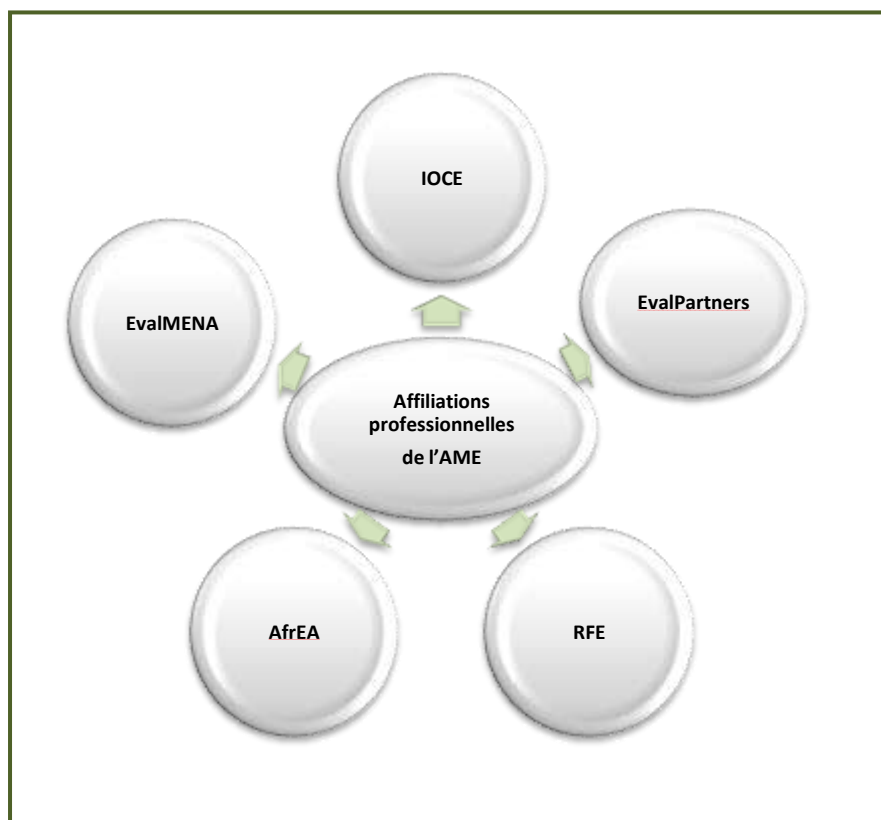 IOCE
EvalPartners
EvalMENA
Affiliations
professionnelles
de l’AME
AfrEA
RFE